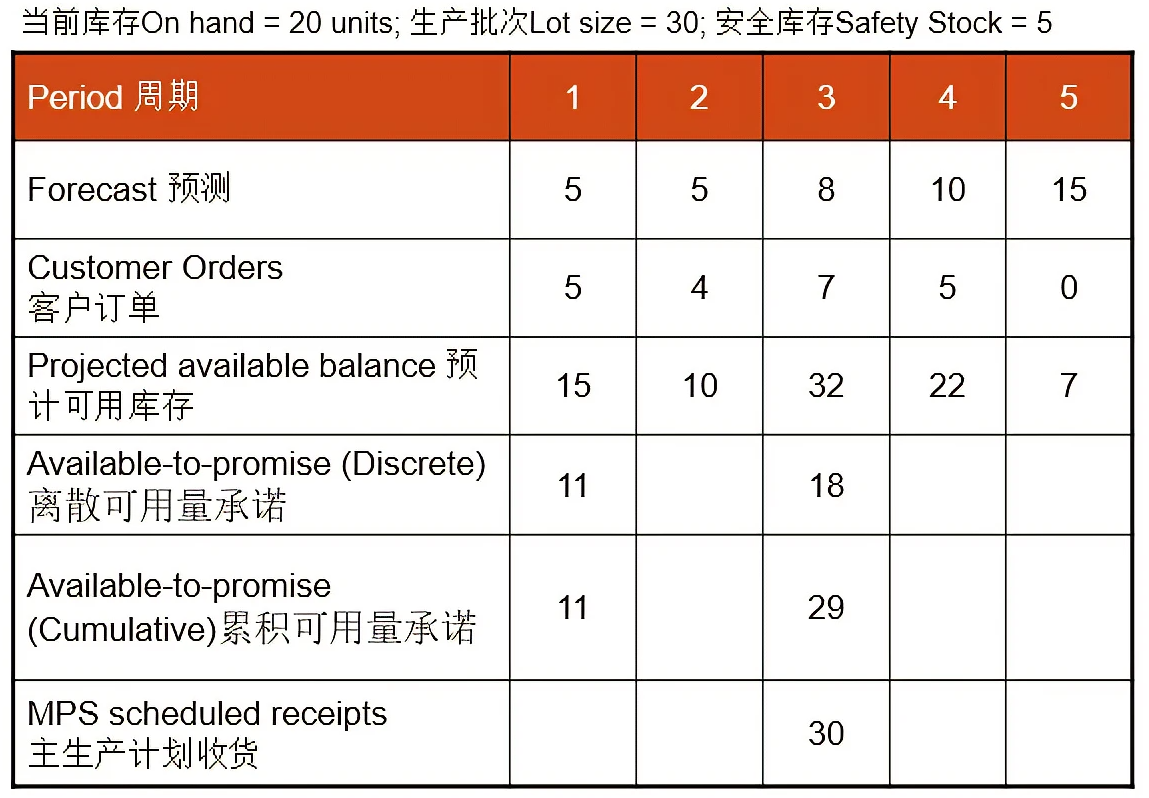 当前库存On hand = 20 units; 生产批次Lot size = 30; 安全库存Safety Stock = 5
Period 周期 1 2 3 4 5
Forecast 预测 5 5 8 10 15
Customer Orders
客户订单 5 4 7 5 0
Projected available balance 预
计可用库存 15 10 32 22 7
Available-to-promise (Discrete)
离散可用量承诺 11 18
Available-to-promise
(Cumulative)累积可用量承诺 11 29
MPS scheduled receipts
主生产计划收货 30